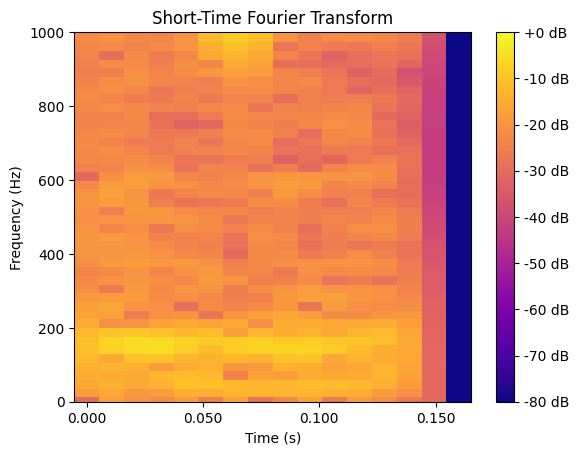 Short-Time Fourier Transform
1000
800
600
400
200
0
Frequency (Hz)
0.000
0.050
0.100
0.150
Time (s)
+0 dB
-10 dB
-20 dB
-30 dB
-40 dB
-50 dB
-60 dB
-70 dB
-80 dB